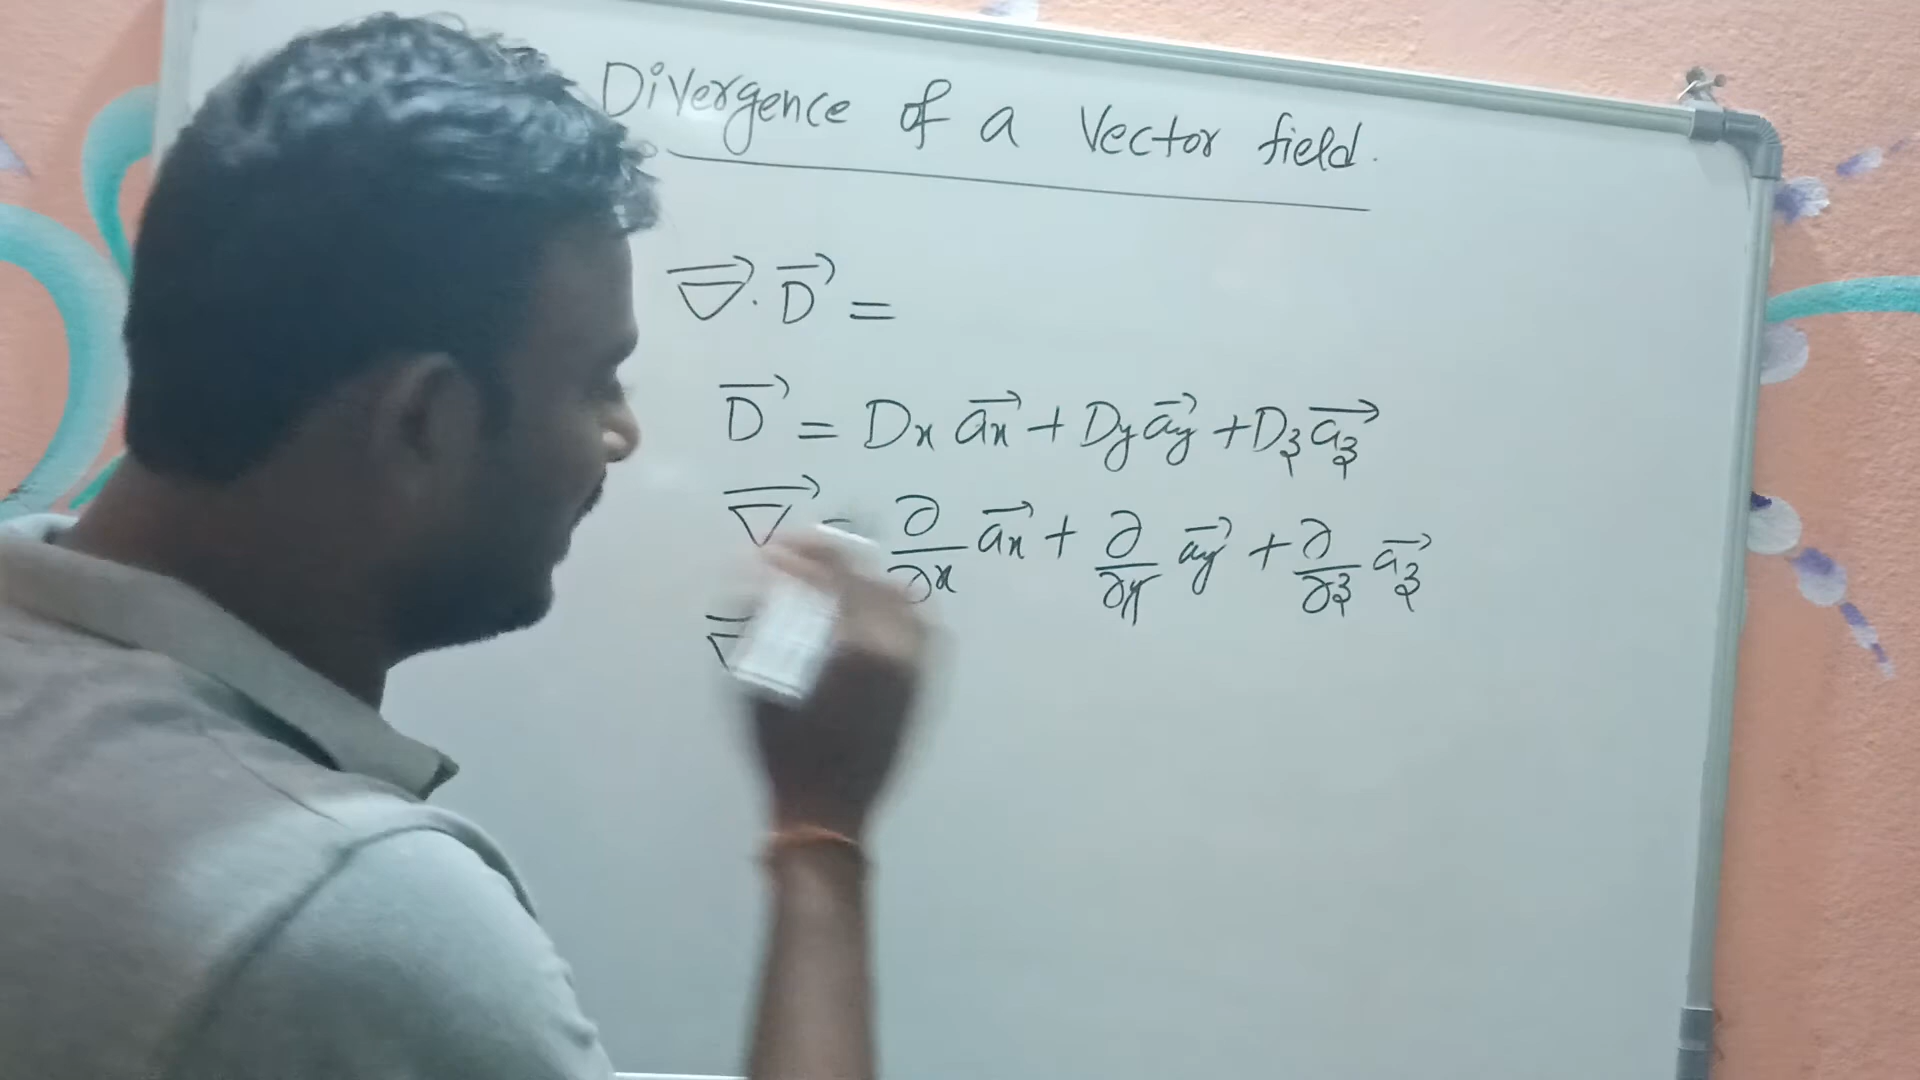 Divergence of a Vector field.
∇⃗ . D⃗ =
D⃗ = Dx a⃗x + Dy a⃗y + Dz a⃗z
∇⃗ = ∂/∂x a⃗x + ∂/∂y a⃗y + ∂/∂z a⃗z